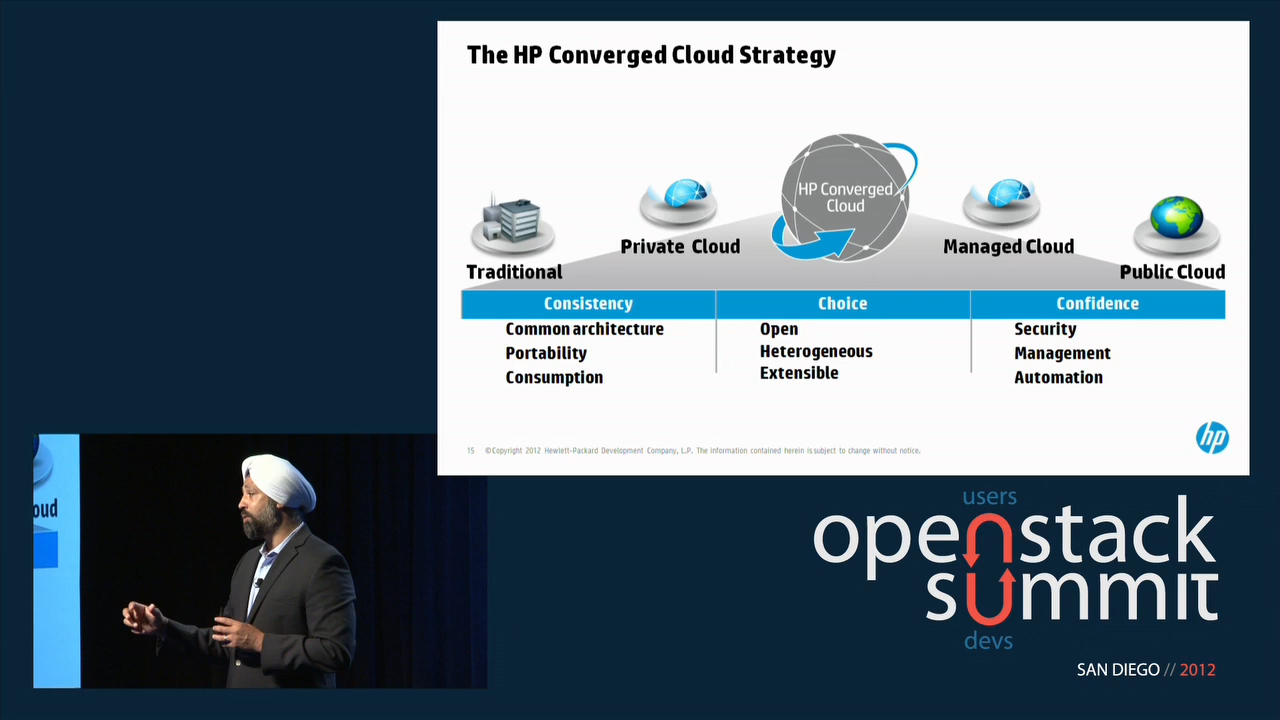 The HP Converged Cloud Strategy
HP Converged
Cloud
Private Cloud
Managed Cloud
Traditional
Public Cloud
Consistency
Choice
Confidence
Common architecture
Portability
Consumption
Open
Heterogeneous
Extensible
Security
Management
Automation
15 ©Copyright 2012 Hewlett-Packard Development Company, L.P. The information contained herein is subject to change without notice.
hp
oud
users
openstack
summit
devs
SAN DIEGO // 2012